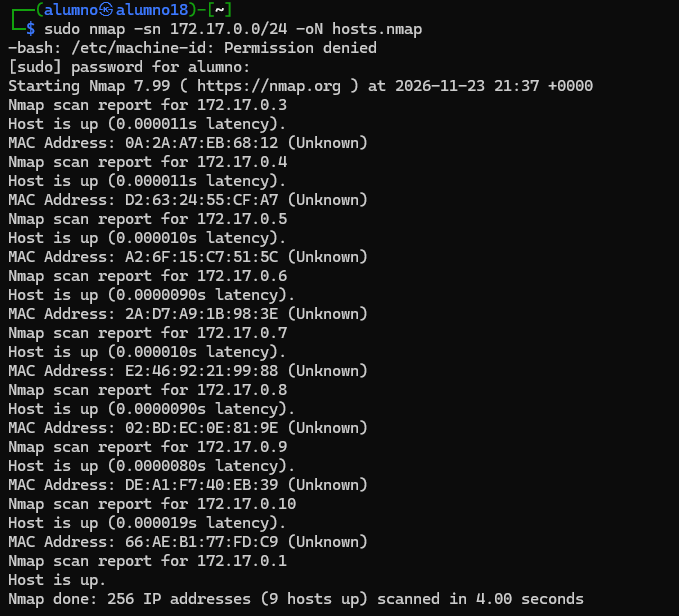 ┌──(alumno㉿alumno18)-[~]
└─$ sudo nmap -sn 172.17.0.0/24 -oN hosts.nmap
-bash: /etc/machine-id: Permission denied
[sudo] password for alumno:
Starting Nmap 7.99 ( https://nmap.org ) at 2026-11-23 21:37 +0000
Nmap scan report for 172.17.0.3
Host is up (0.000011s latency).
MAC Address: 0A:2A:A7:EB:68:12 (Unknown)
Nmap scan report for 172.17.0.4
Host is up (0.000011s latency).
MAC Address: D2:63:24:55:CF:A7 (Unknown)
Nmap scan report for 172.17.0.5
Host is up (0.000010s latency).
MAC Address: A2:6F:15:C7:51:5C (Unknown)
Nmap scan report for 172.17.0.6
Host is up (0.0000090s latency).
MAC Address: 2A:D7:A9:1B:98:3E (Unknown)
Nmap scan report for 172.17.0.7
Host is up (0.000010s latency).
MAC Address: E2:46:92:21:99:88 (Unknown)
Nmap scan report for 172.17.0.8
Host is up (0.0000090s latency).
MAC Address: 02:BD:EC:0E:81:9E (Unknown)
Nmap scan report for 172.17.0.9
Host is up (0.0000080s latency).
MAC Address: DE:A1:F7:40:EB:39 (Unknown)
Nmap scan report for 172.17.0.10
Host is up (0.000019s latency).
MAC Address: 66:AE:B1:77:FD:C9 (Unknown)
Nmap scan report for 172.17.0.1
Host is up.
Nmap done: 256 IP addresses (9 hosts up) scanned in 4.00 seconds